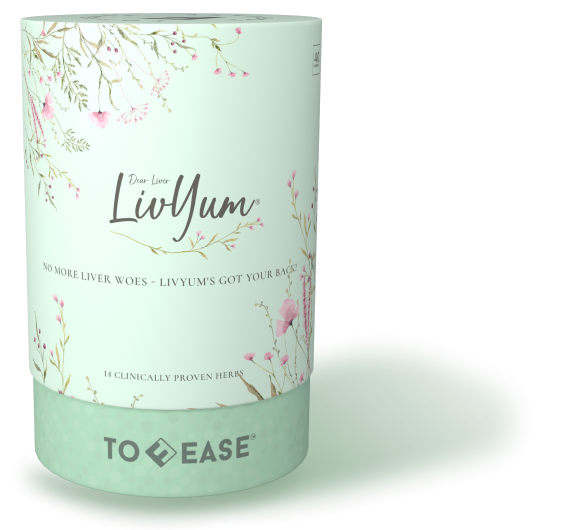 Dear Liver
LivYum®
NO MORE LIVER WOES - LIVYUM'S GOT YOUR BACK!
14 CLINICALLY PROVEN HERBS
TO EASE